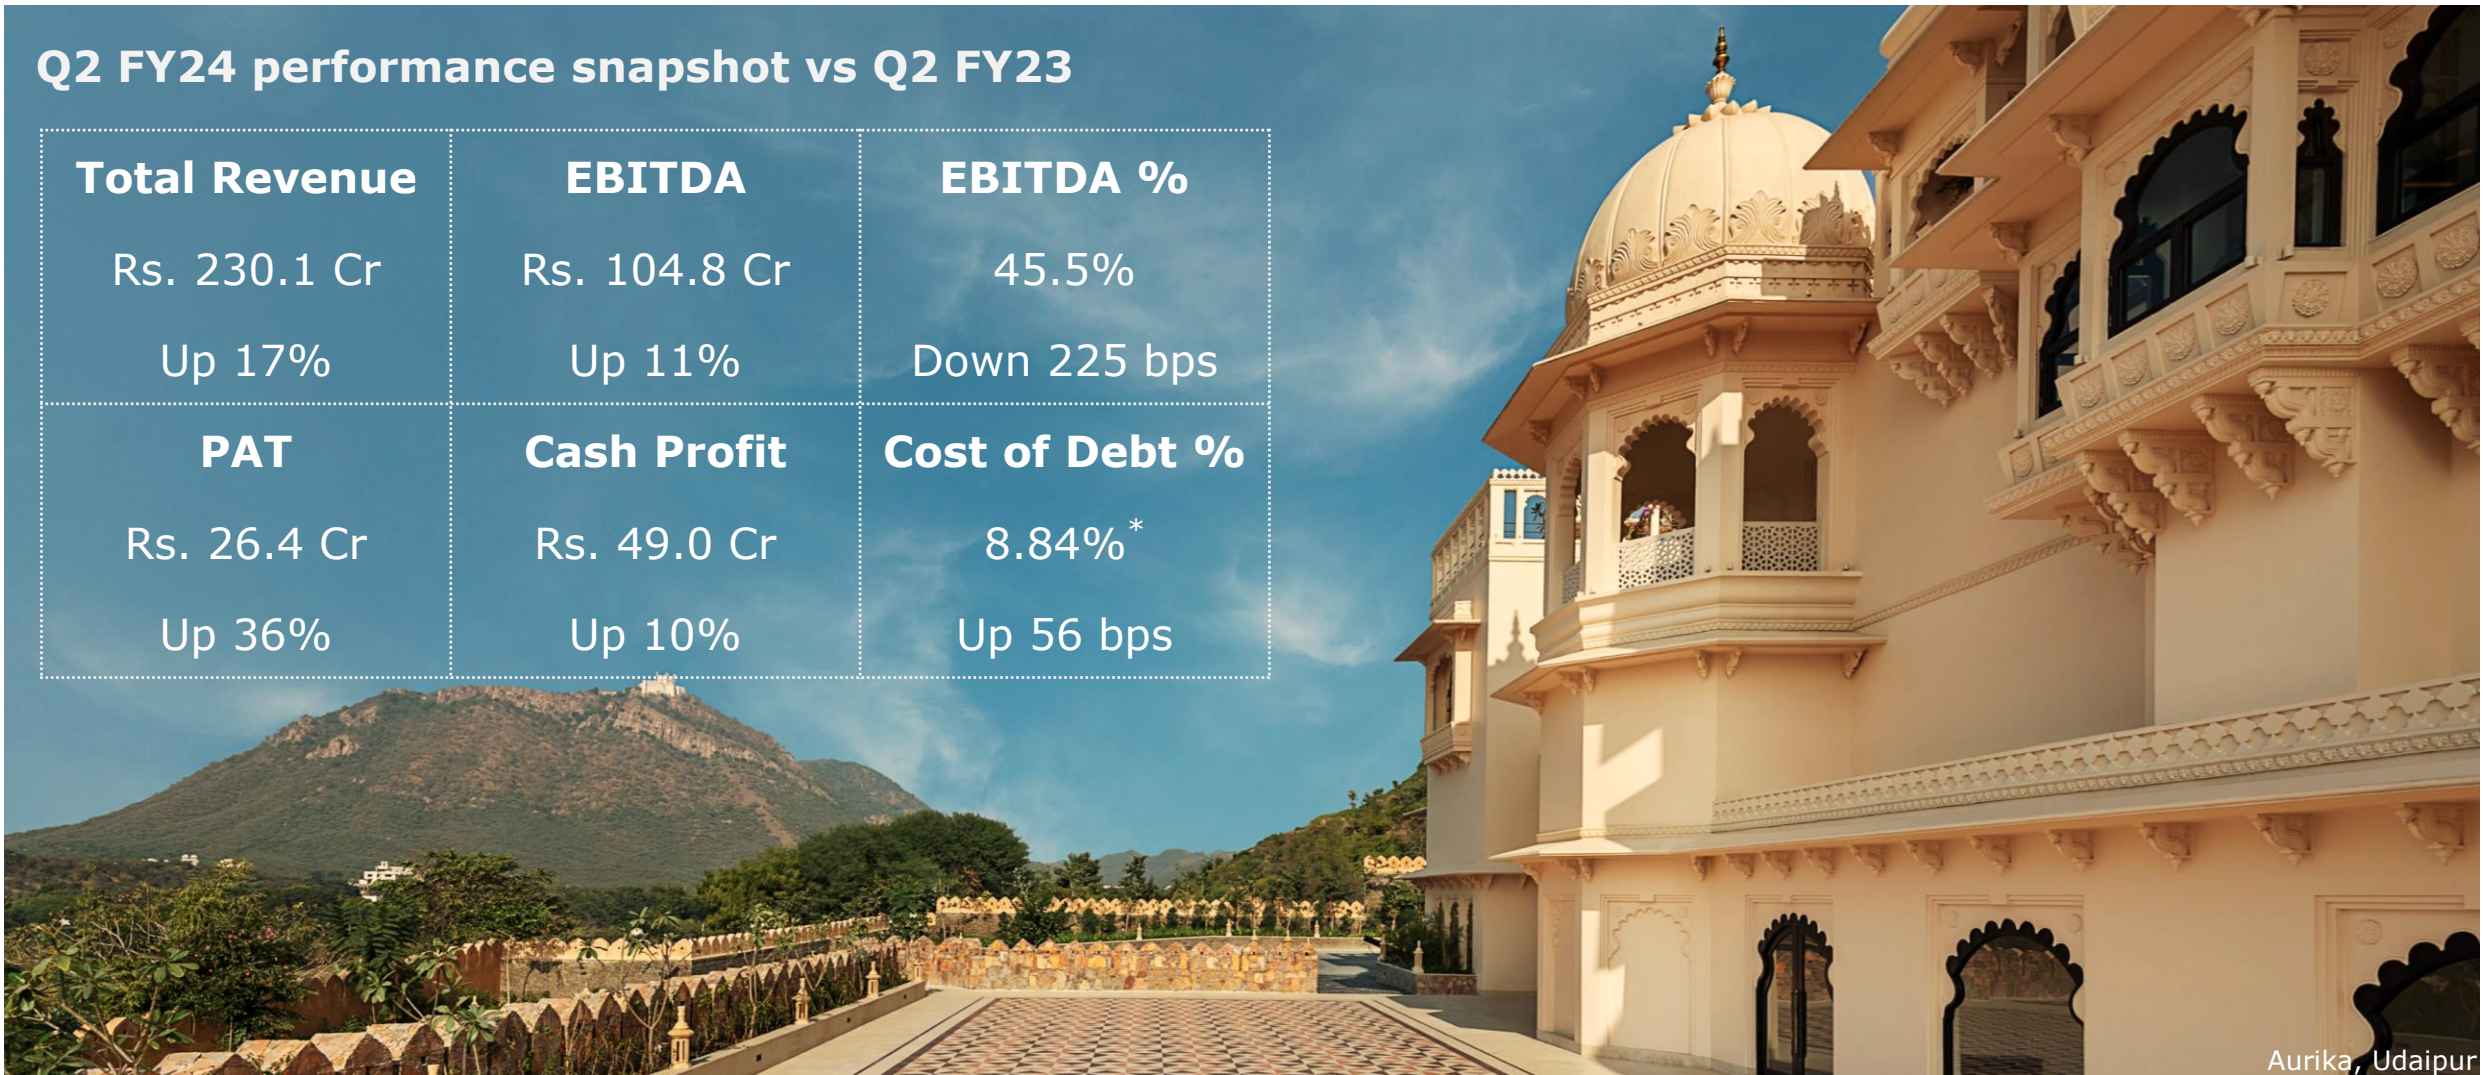 Q2 FY24 performance snapshot vs Q2 FY23
Total Revenue
Rs. 230.1 Cr
Up 17%
EBITDA
Rs. 104.8 Cr
Up 11%
EBITDA %
45.5%
Down 225 bps
PAT
Rs. 26.4 Cr
Up 36%
Cash Profit
Rs. 49.0 Cr
Up 10%
Cost of Debt %
8.84%*
Up 56 bps
Aurika, Udaipur